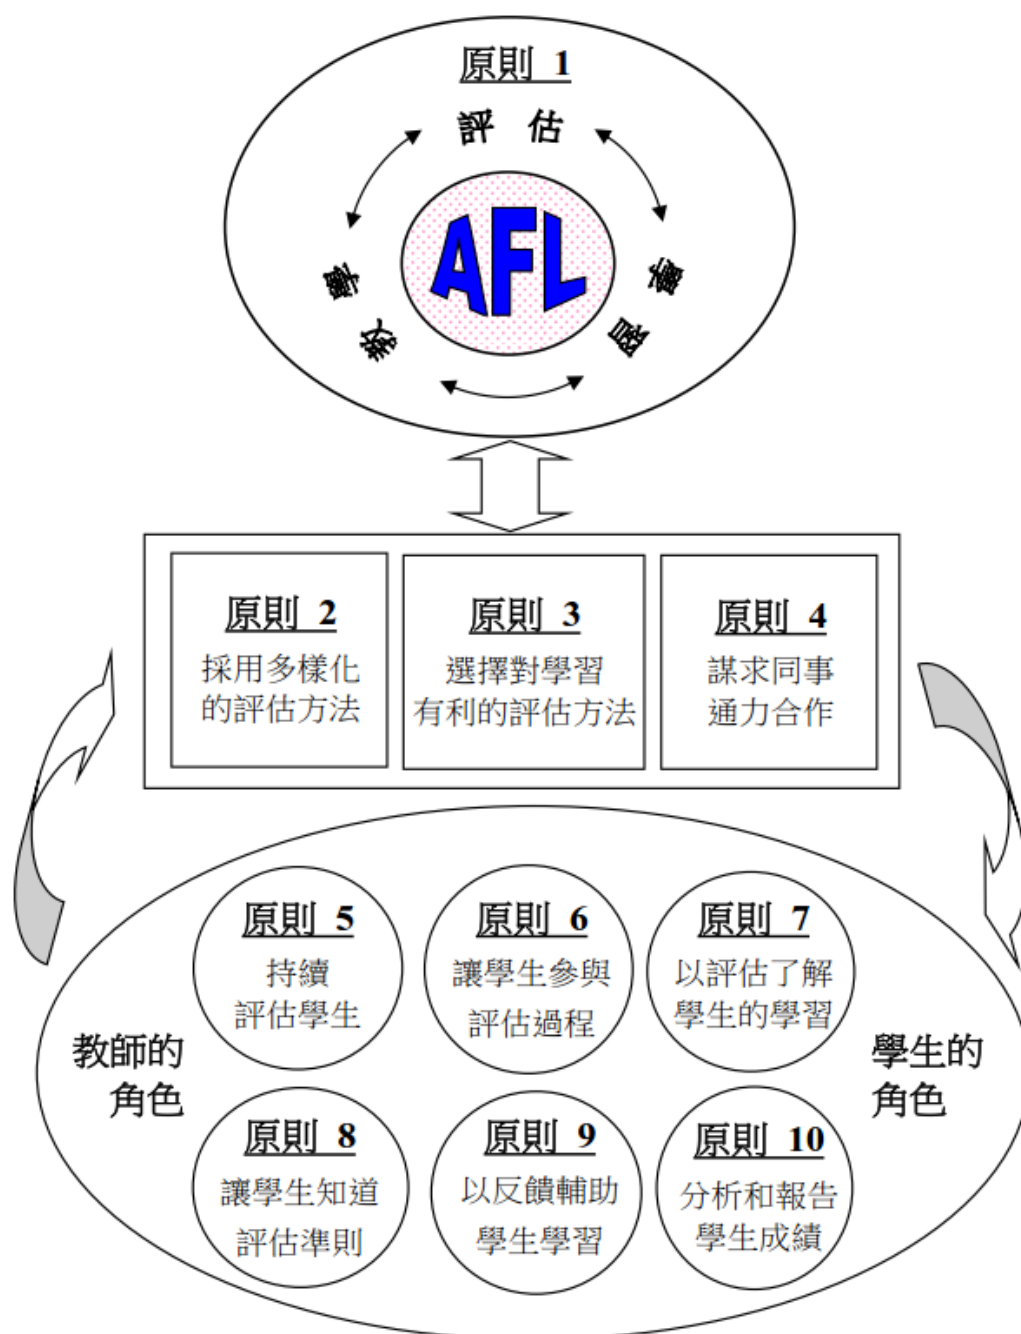 原則 1
評 估
AFL
教 學
學 習
原則 2
採用多樣化
的評估方法
原則 3
選擇對學習
有利的評估方法
原則 4
謀求同事
通力合作
教師的
角色
原則 5
持續
評估學生
原則 6
讓學生參與
評估過程
原則 7
以評估了解
學生的學習
原則 8
讓學生知道
評估準則
原則 9
以反饋輔助
學生學習
原則 10
分析和報告
學生成績
學生的
角色